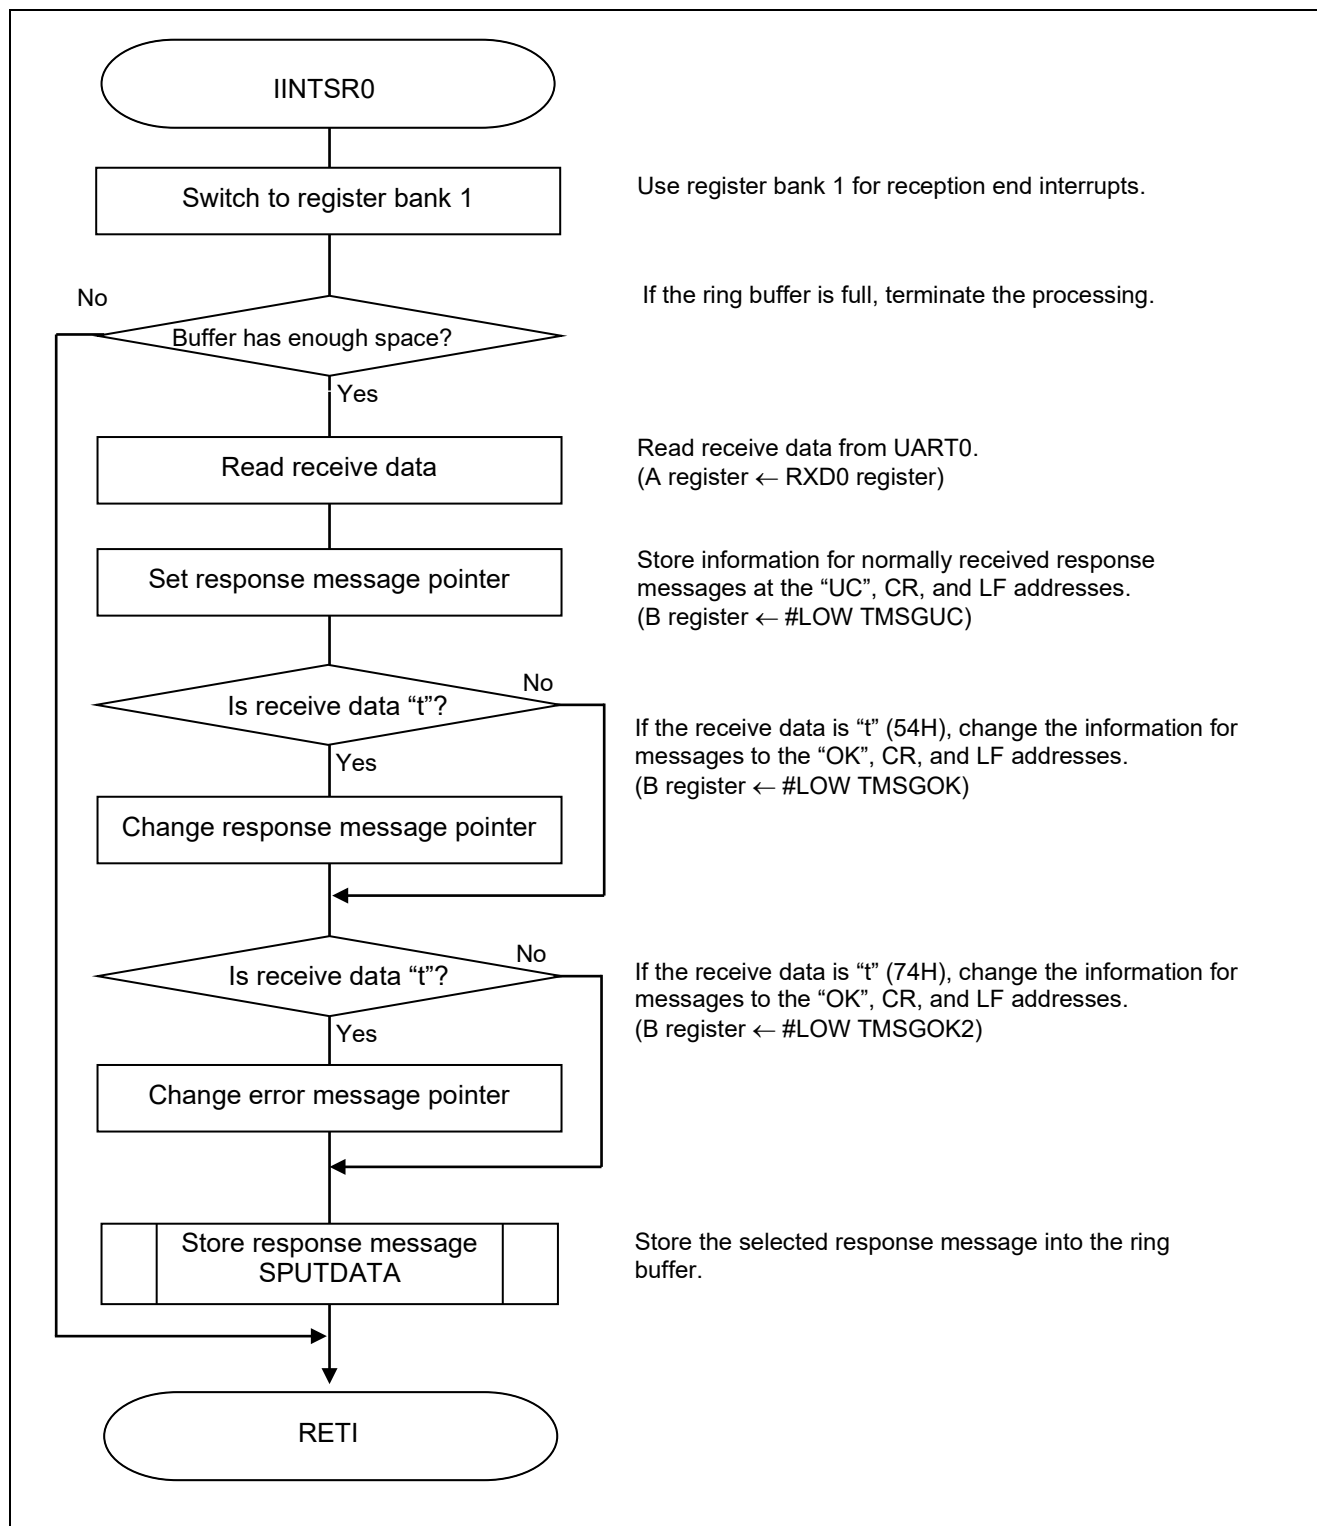 IINTSR0
Switch to register bank 1
Use register bank 1 for reception end interrupts.
No
If the ring buffer is full, terminate the processing.
Buffer has enough space?
Yes
Read receive data
Read receive data from UART0.
(A register ← RXD0 register)
Set response message pointer
Store information for normally received response
messages at the “UC”, CR, and LF addresses.
(B register ← #LOW TMSGUC)
No
Is receive data “t”?
Yes
If the receive data is “t” (54H), change the information for
messages to the “OK”, CR, and LF addresses.
(B register ← #LOW TMSGOK)
Change response message pointer
No
Is receive data “t”?
Yes
If the receive data is “t” (74H), change the information for
messages to the “OK”, CR, and LF addresses.
(B register ← #LOW TMSGOK2)
Change error message pointer
Store response message
SPUTDATA
Store the selected response message into the ring
buffer.
RETI